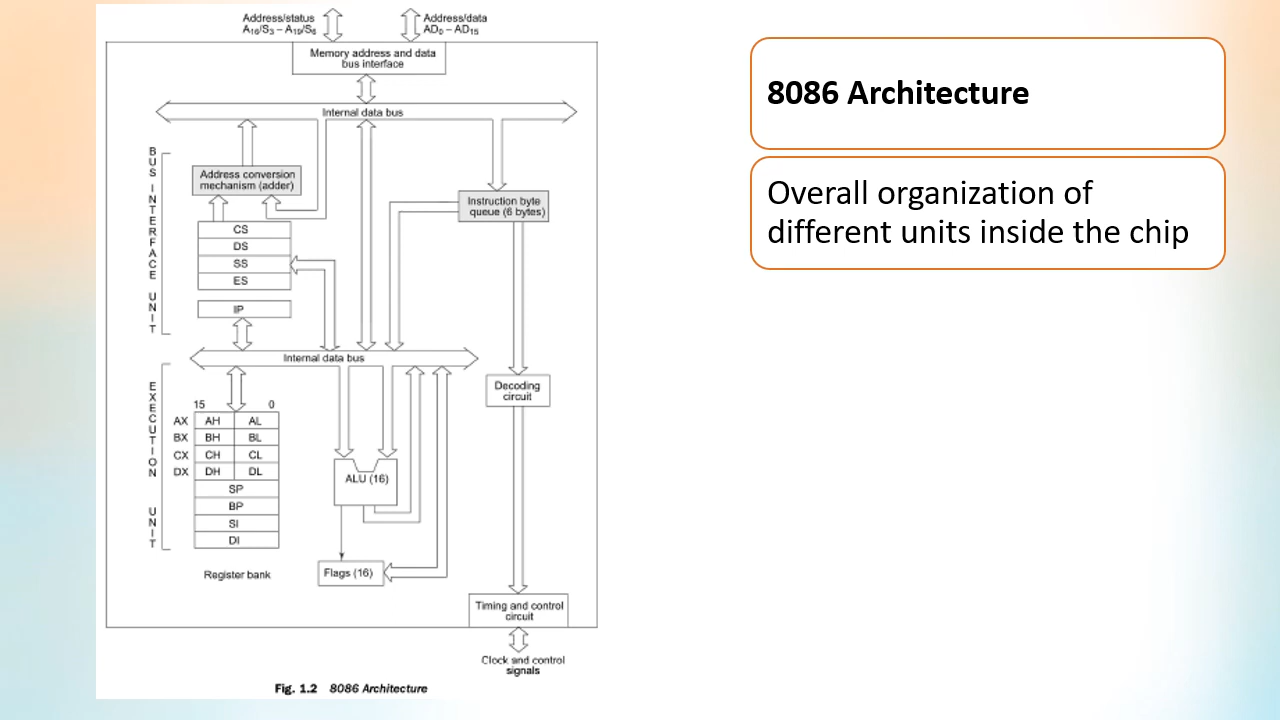 Address/status
A16/S3 – A19/S6
Address/data
AD0 – AD15
Memory address and data
bus interface
Internal data bus
BUS INTERFACE UNIT
Address conversion
mechanism (adder)
Instruction byte
queue (6 bytes)
CS
DS
SS
ES
IP
Internal data bus
EXECUTION UNIT
Decoding
circuit
15 0
AX AH AL
BX BH BL
CX CH CL
DX DH DL
SP
BP
SI
DI
ALU (16)
Register bank
Flags (16)
Timing and control
circuit
Clock and control
signals
Fig. 1.2 8086 Architecture
8086 Architecture
Overall organization of
different units inside the chip